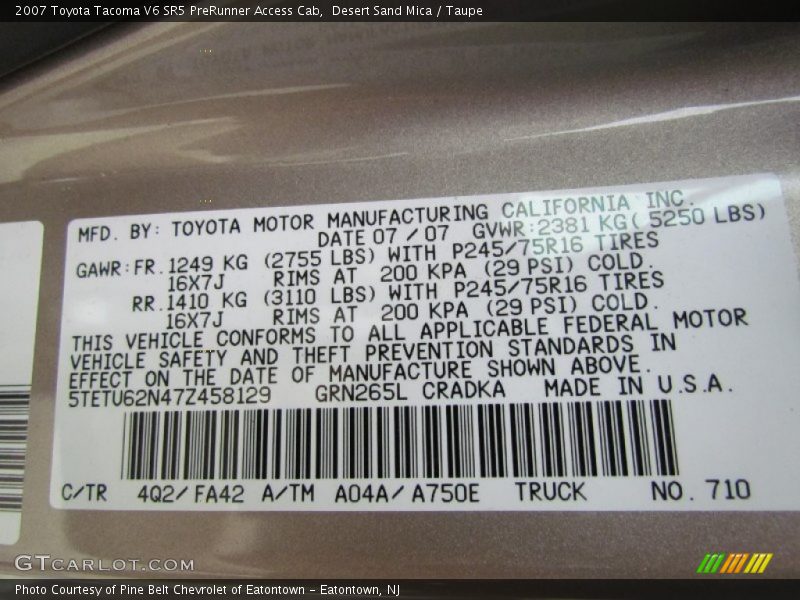 2007 Toyota Tacoma V6 SR5 PreRunner Access Cab,  Desert Sand Mica / Taupe
MFD. BY: TOYOTA MOTOR MANUFACTURING CALIFORNIA INC.
DATE 07/07 GVWR:2381 KG( 5250 LBS)
GAWR:FR.1249 KG (2755 LBS) WITH P245/75R16 TIRES
16X7J RIMS AT 200 KPA (29 PSI) COLD.
RR.1410 KG (3110 LBS) WITH P245/75R16 TIRES
16X7J RIMS AT 200 KPA (29 PSI) COLD.
THIS VEHICLE CONFORMS TO ALL APPLICABLE FEDERAL MOTOR
VEHICLE SAFETY AND THEFT PREVENTION STANDARDS IN
EFFECT ON THE DATE OF MANUFACTURE SHOWN ABOVE.
5TETU62N47Z458129 GRN265L CRADKA MADE IN U.S.A.
C/TR 4Q2/FA42 A/TM A04A/A750E TRUCK NO. 710
GTCARLOT.COM
Photo Courtesy of Pine Belt Chevrolet of Eatontown – Eatontown, NJ